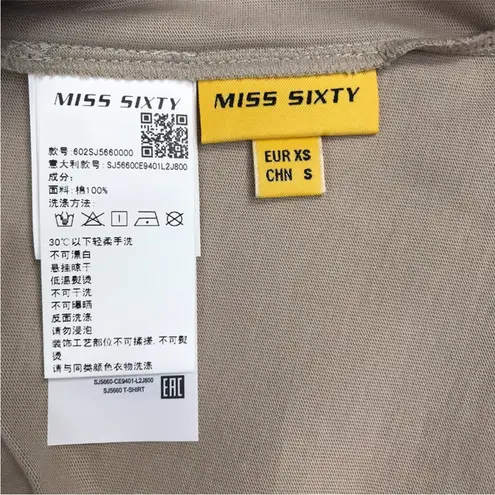 MISS SIXTY
款号:602SJ5660000
意大利款号: SJ5660CE9401L2J800
成分:
面料: 棉100%
洗涤方法:
30℃以下轻柔手洗
不可漂白
悬挂晾干
低温熨烫
不可干洗
不可曝晒
反面洗涤
请勿浸泡
装饰工艺部位不可揉搓.不可熨
烫
请与同类颜色衣物洗涤
SJ5660-CE9401-L2J800
SJ5660 T-SHIRT
EAC
MISS SIXTY
EUR XS
CHN S